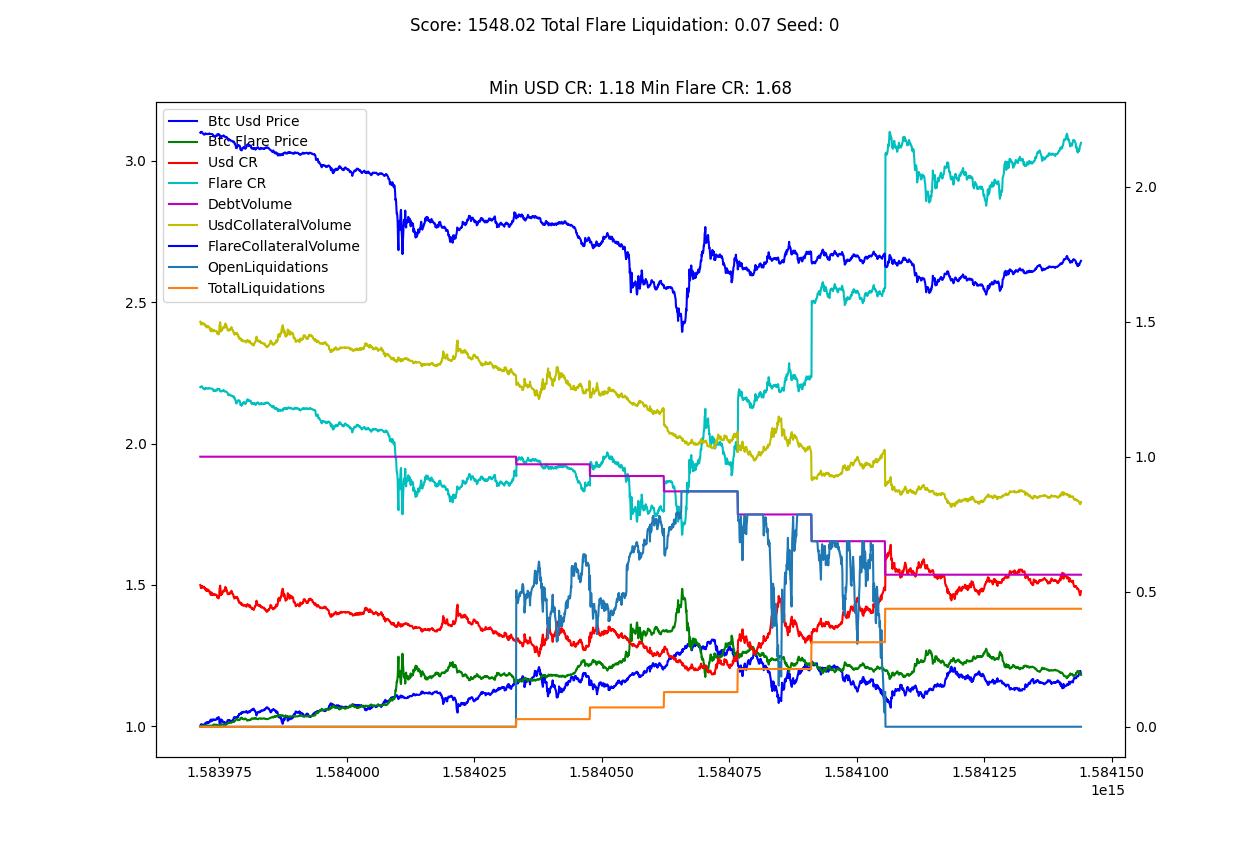 Score: 1548.02 Total Flare Liquidation: 0.07 Seed: 0
Min USD CR: 1.18 Min Flare CR: 1.68
Btc Usd Price
Btc Flare Price
Usd CR
Flare CR
DebtVolume
UsdCollateralVolume
FlareCollateralVolume
OpenLiquidations
TotalLiquidations
3.0
2.5
2.0
1.5
1.0
2.0
1.5
1.0
0.5
0.0
1.583975 1.584000 1.584025 1.584050 1.584075 1.584100 1.584125 1.584150
1e15